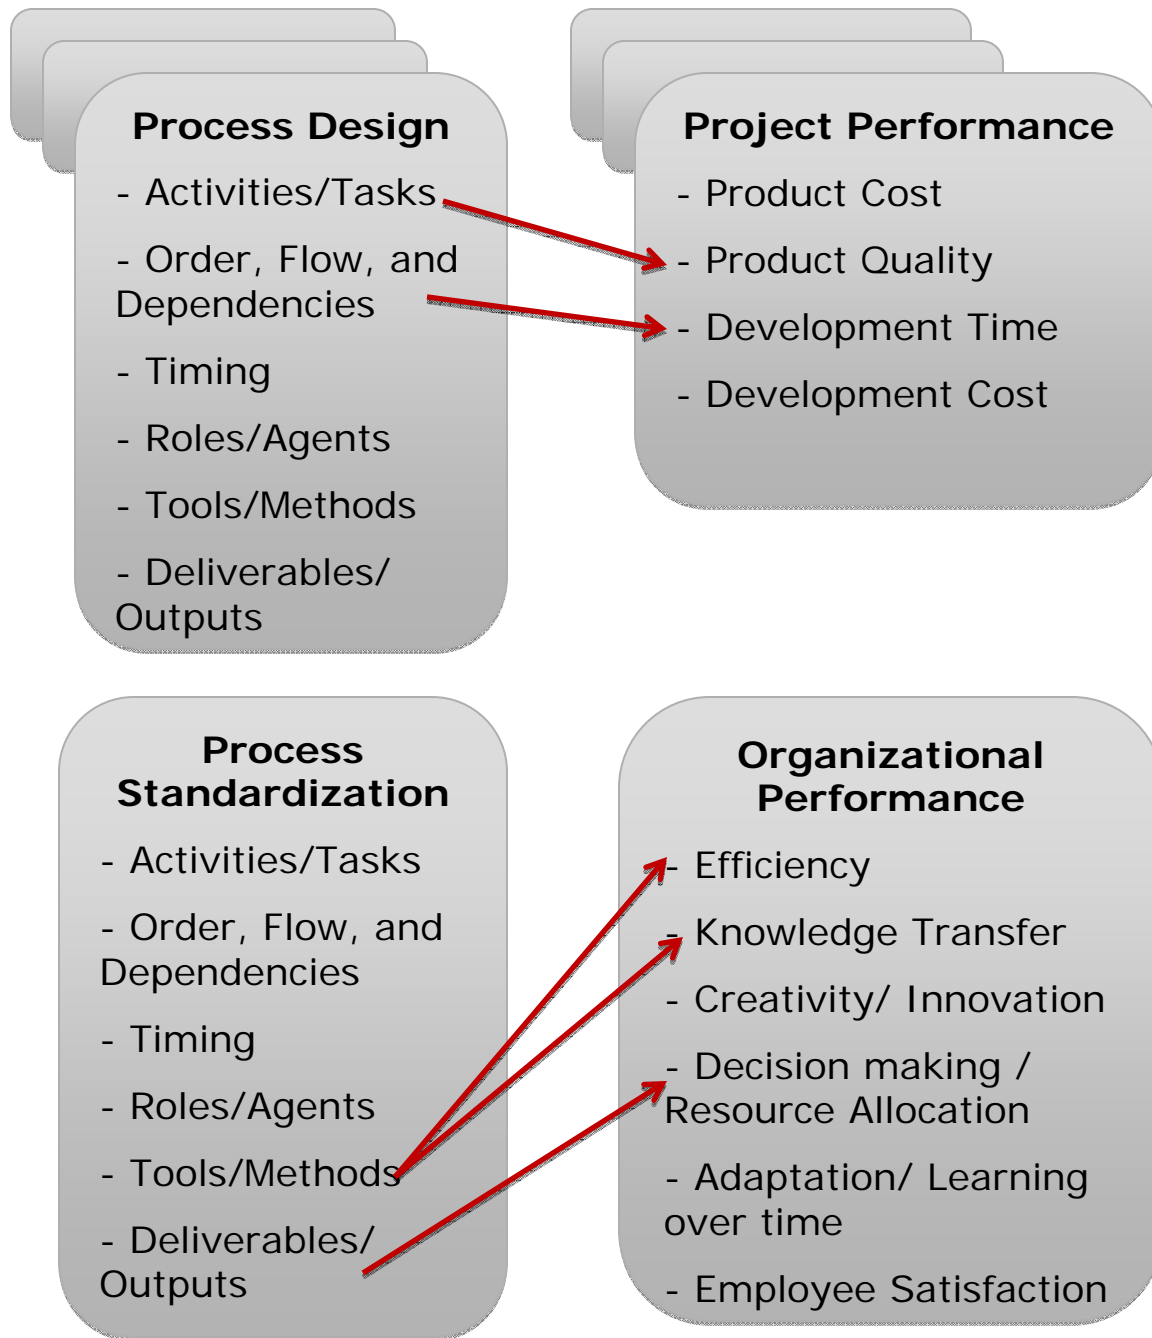 Process Design
- Activities/Tasks
- Order, Flow, and
Dependencies
- Timing
- Roles/Agents
- Tools/Methods
- Deliverables/
Outputs
Project Performance
- Product Cost
- Product Quality
- Development Time
- Development Cost
Process
Standardization
- Activities/Tasks
- Order, Flow, and
Dependencies
- Timing
- Roles/Agents
- Tools/Methods
- Deliverables/
Outputs
Organizational
Performance
- Efficiency
- Knowledge Transfer
- Creativity/ Innovation
- Decision making /
Resource Allocation
- Adaptation/ Learning
over time
- Employee Satisfaction